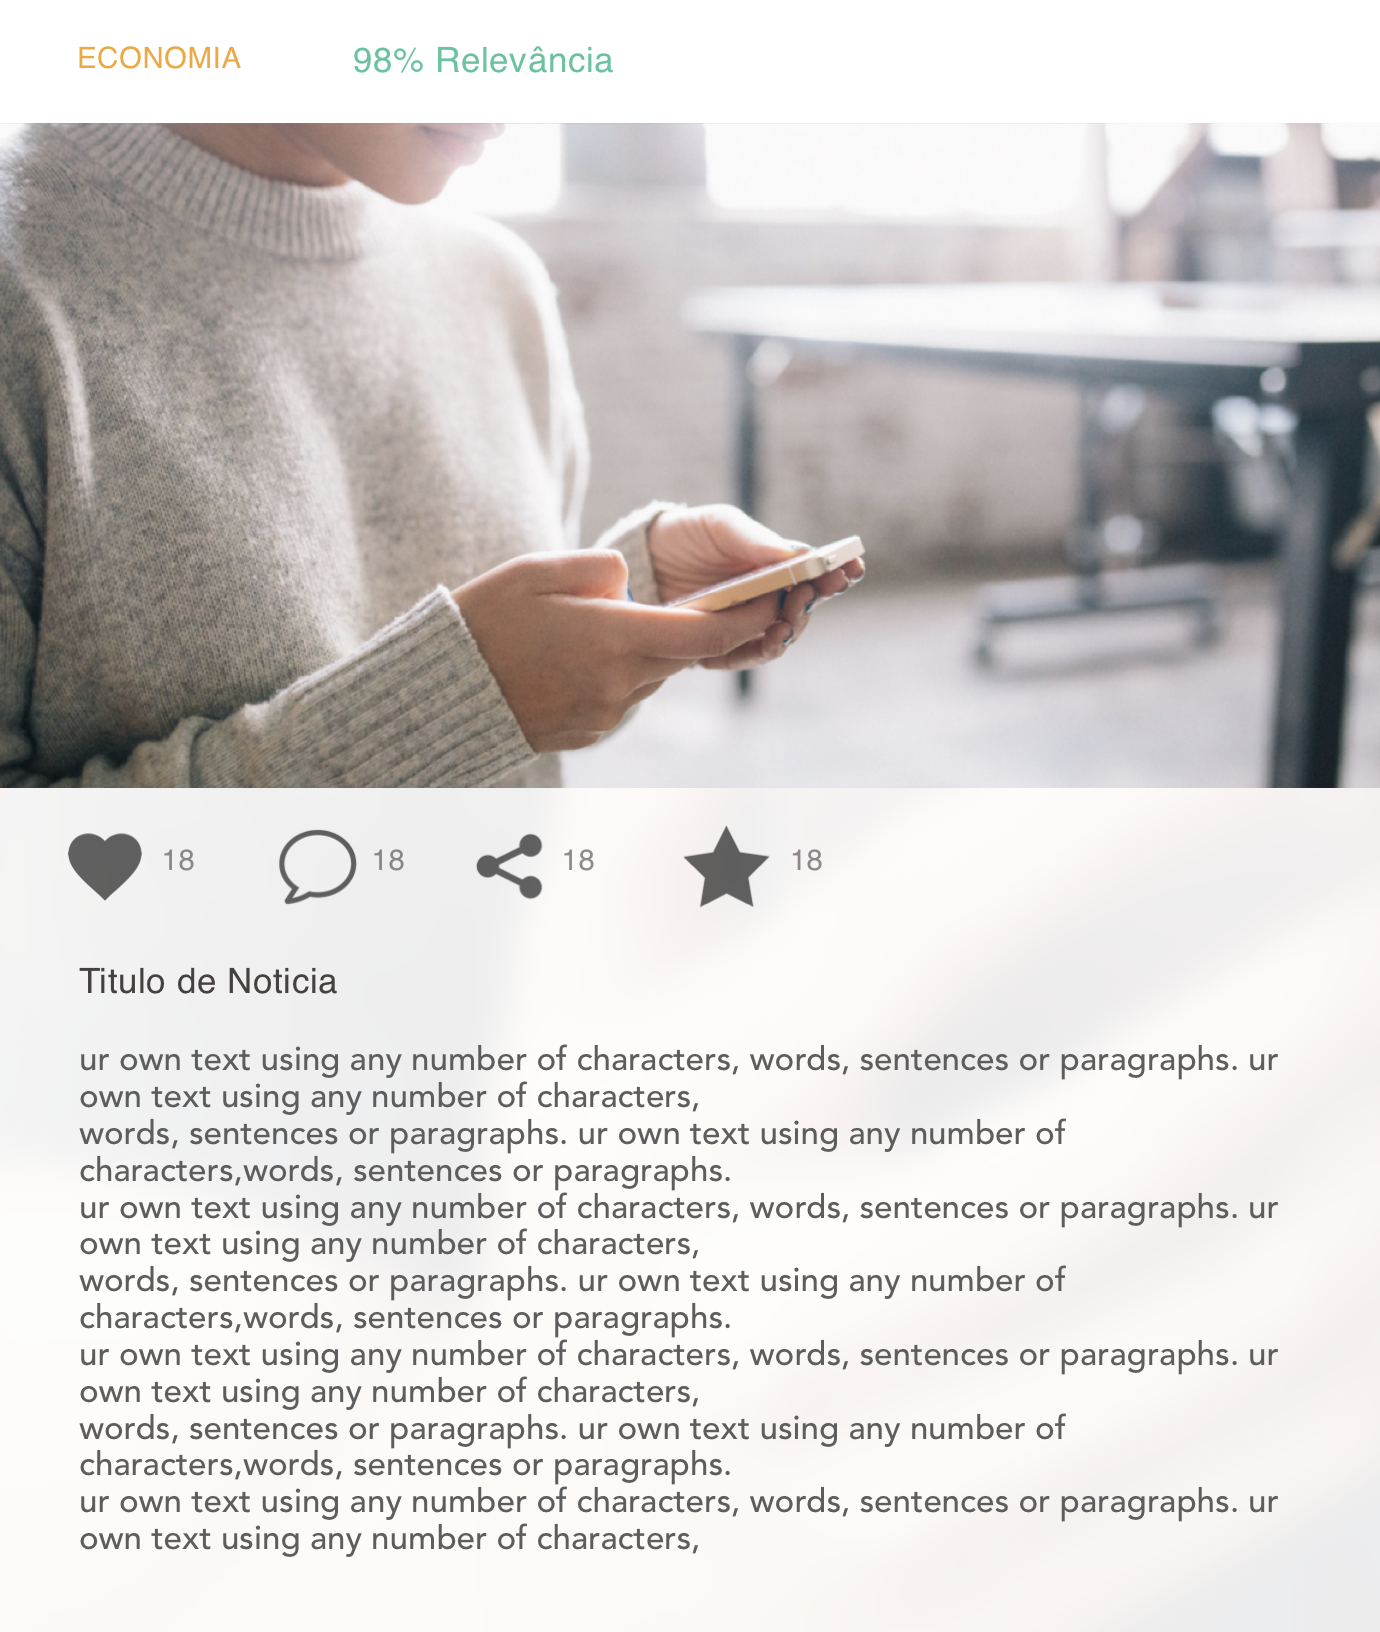 ECONOMIA 98% Relevância
18 18 18 18
Titulo de Noticia
ur own text using any number of characters, words, sentences or paragraphs. ur
own text using any number of characters,
words, sentences or paragraphs. ur own text using any number of
characters,words, sentences or paragraphs.
ur own text using any number of characters, words, sentences or paragraphs. ur
own text using any number of characters,
words, sentences or paragraphs. ur own text using any number of
characters,words, sentences or paragraphs.
ur own text using any number of characters, words, sentences or paragraphs. ur
own text using any number of characters,
words, sentences or paragraphs. ur own text using any number of
characters,words, sentences or paragraphs.
ur own text using any number of characters, words, sentences or paragraphs. ur
own text using any number of characters,